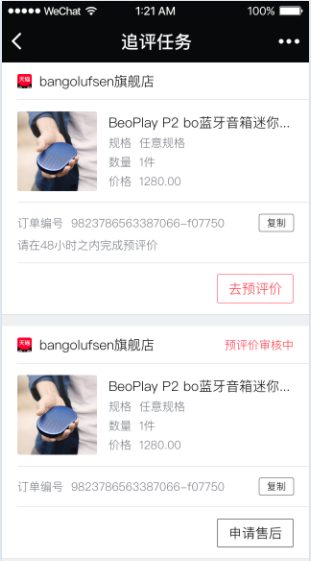 WeChat 1:21 AM 100%
追评任务
天猫 bangolufsen旗舰店
BeoPlay P2 bo蓝牙音箱迷你...
规格 任意规格
数量 1件
价格 1280.00
订单编号 9823786563387066-f07750 复制
请在48小时之内完成预评价
去预评价
天猫 bangolufsen旗舰店 预评价审核中
BeoPlay P2 bo蓝牙音箱迷你...
规格 任意规格
数量 1件
价格 1280.00
订单编号 9823786563387066-f07750 复制
申请售后